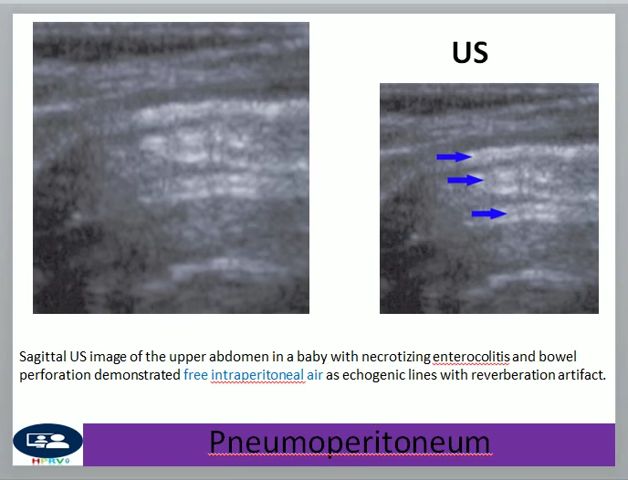 US
Sagittal US image of the upper abdomen in a baby with necrotizing enterocolitis and bowel
perforation demonstrated free intraperitoneal air as echogenic lines with reverberation artifact.
HPRV
Pneumoperitoneum